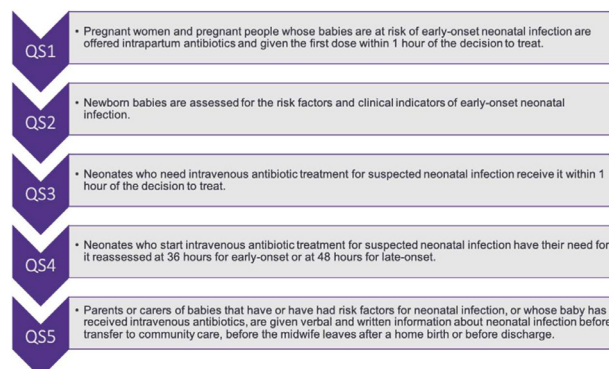 QS1
• Pregnant women and pregnant people whose babies are at risk of early-onset neonatal infection are
offered intrapartum antibiotics and given the first dose within 1 hour of the decision to treat.
QS2
• Newborn babies are assessed for the risk factors and clinical indicators of early-onset neonatal
infection.
QS3
• Neonates who need intravenous antibiotic treatment for suspected neonatal infection receive it within 1
hour of the decision to treat.
QS4
• Neonates who start intravenous antibiotic treatment for suspected neonatal infection have their need for
it reassessed at 36 hours for early-onset or at 48 hours for late-onset.
QS5
• Parents or carers of babies that have or have had risk factors for neonatal infection, or whose baby has
received intravenous antibiotics, are given verbal and written information about neonatal infection before
transfer to community care, before the midwife leaves after a home birth or before discharge.